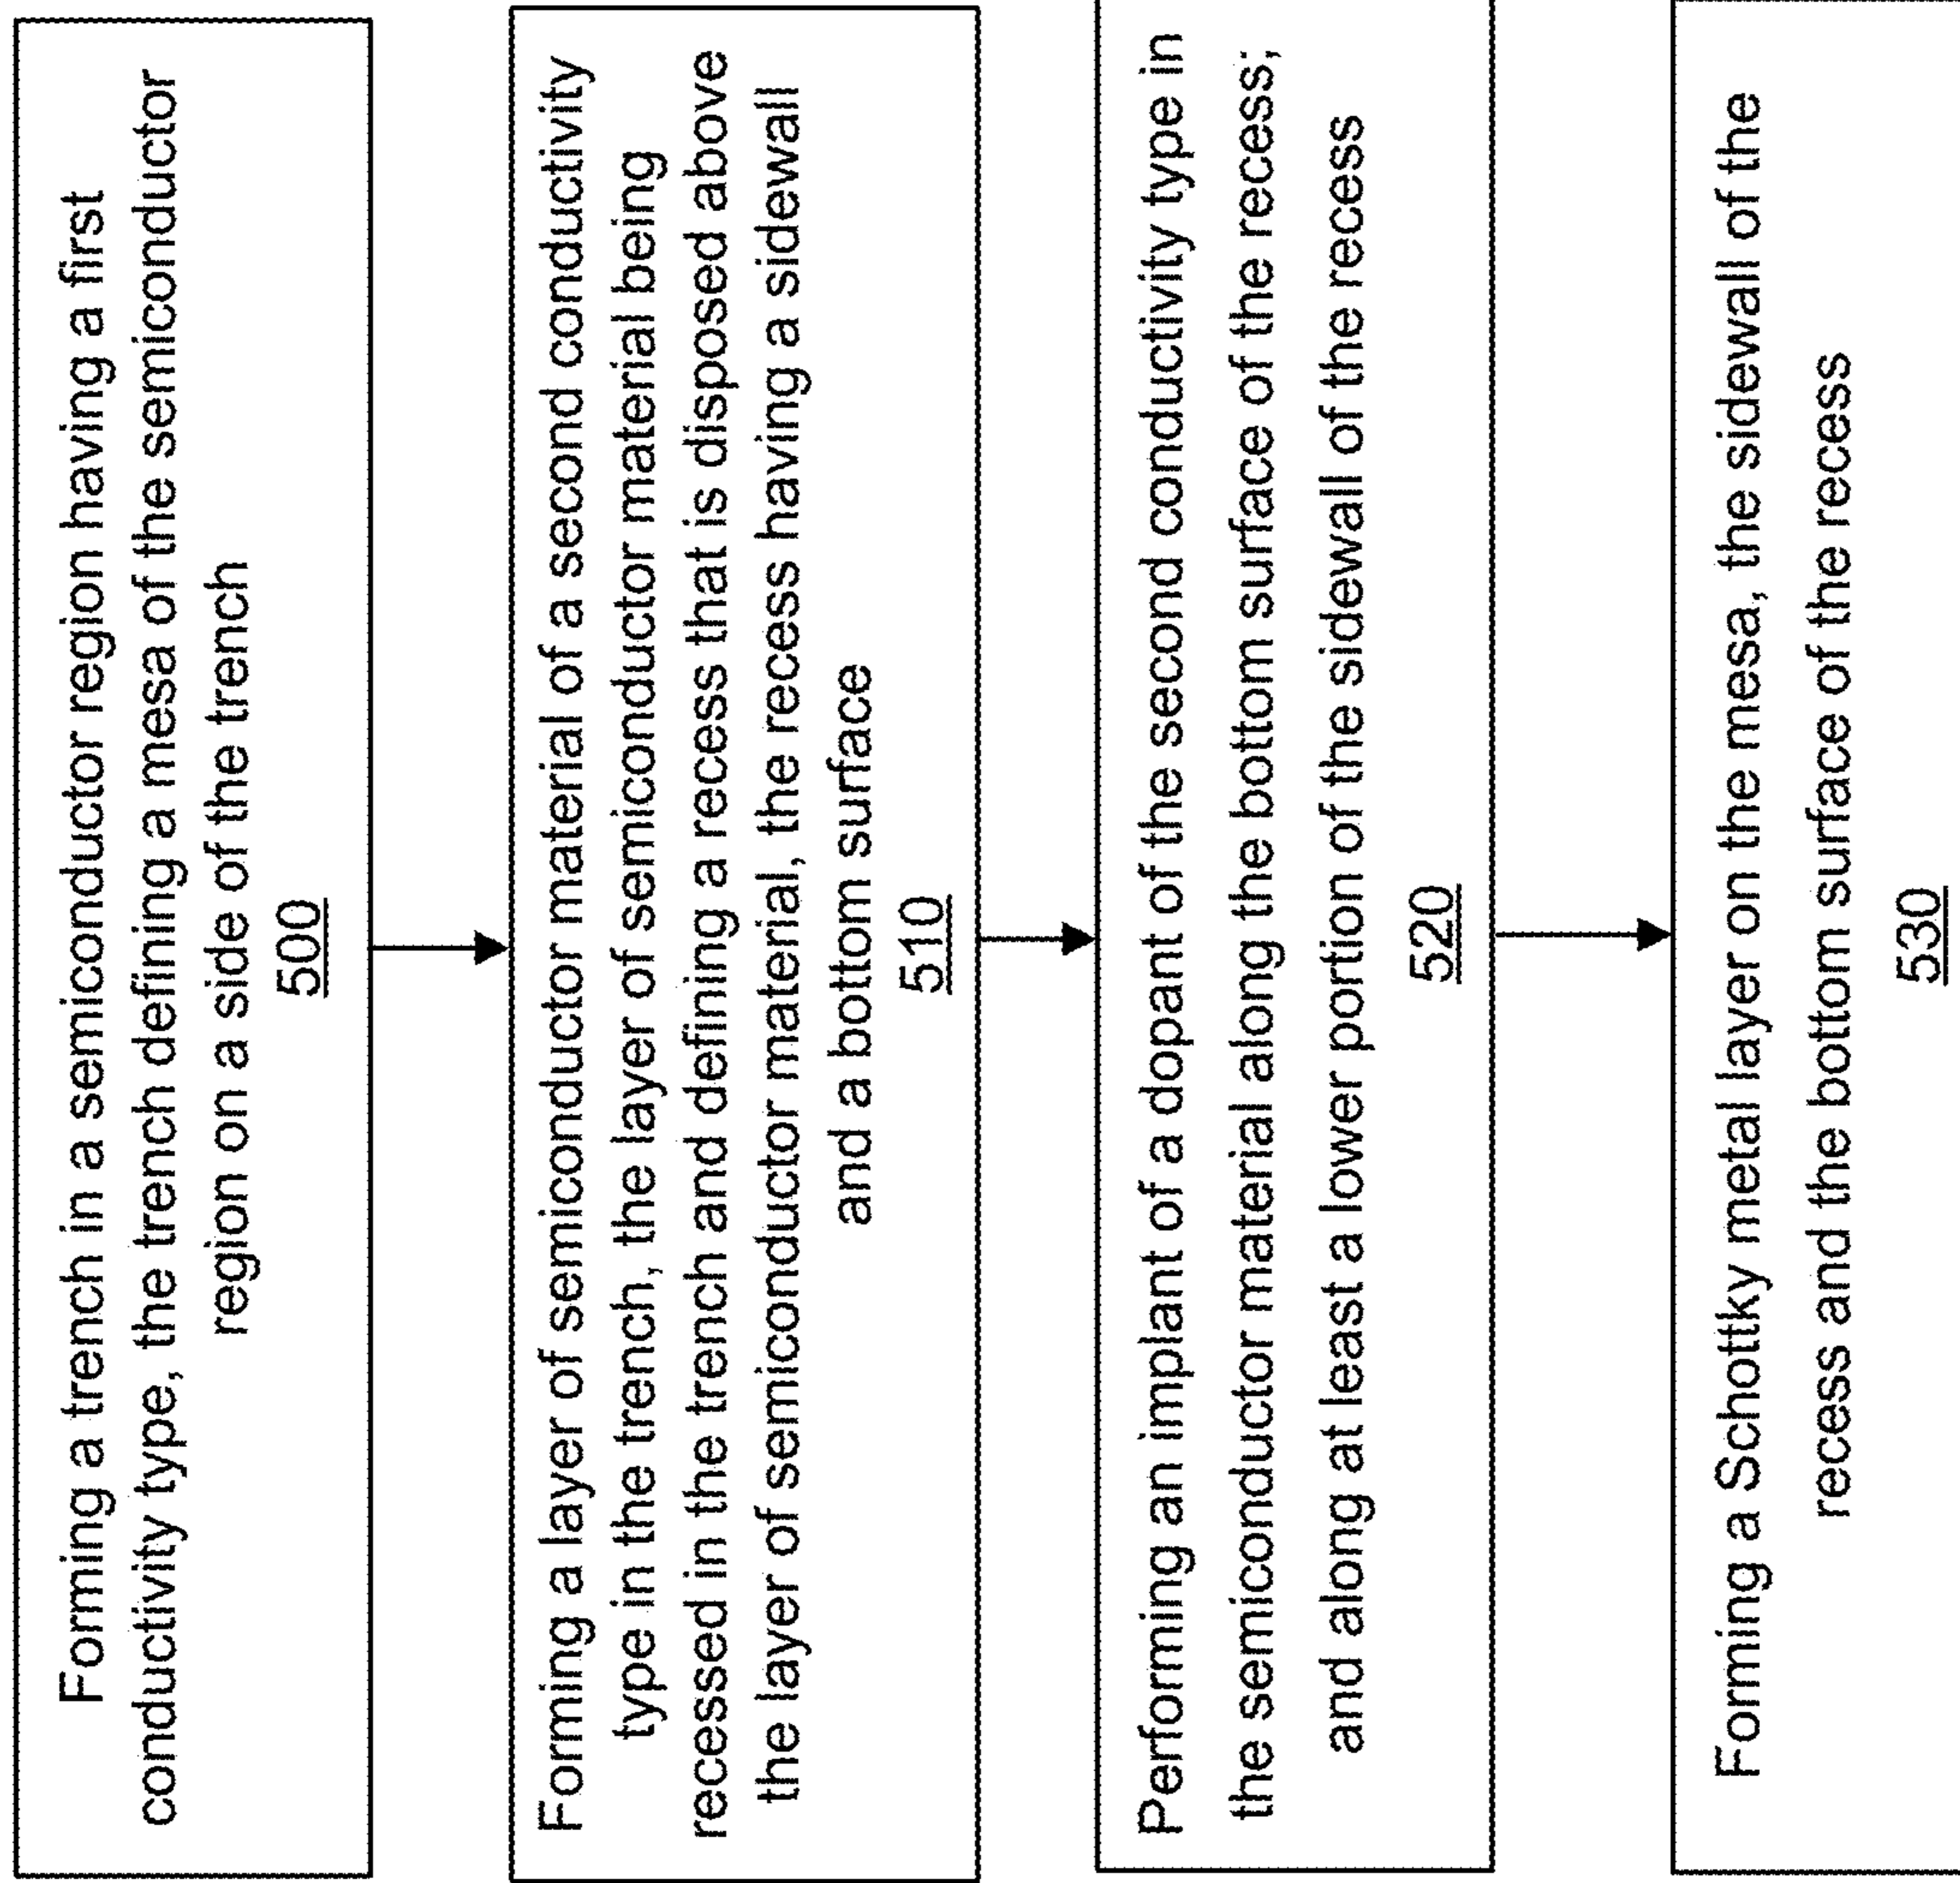 Forming a trench in a semiconductor region having a first
conductivity type, the trench defining a mesa of the semiconductor
region on a side of the trench
500
Forming a layer of semiconductor material of a second conductivity
type in the trench, the layer of semiconductor material being
recessed in the trench and defining a recess that is disposed above
the layer of semiconductor material, the recess having a sidewall
and a bottom surface
510
Performing an implant of a dopant of the second conductivity type in
the semiconductor material along the bottom surface of the recess;
and along at least a lower portion of the sidewall of the recess
520
Forming a Schottky metal layer on the mesa, the sidewall of the
recess and the bottom surface of the recess
530